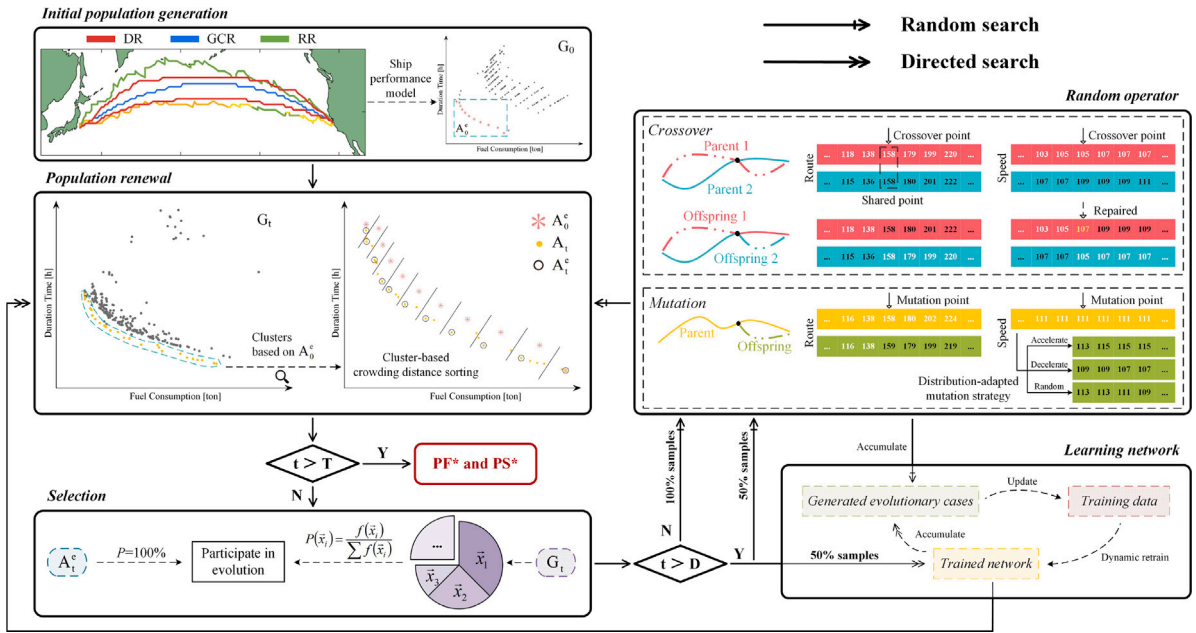 Initial population generation
DR
GCR
RR
Duration Time [h]
Ship
performance
model
Duration Time [h]
G₀
A₀ᵉ
Fuel Consumption [ton]
Random search
Directed search
Population renewal
Duration Time [h]
Gₜ
Clusters
based on A₀ᵉ
Fuel Consumption [ton]
Duration Time [h]
A₀ᵉ
Aₜ
Aₜᵉ
Cluster-based
crowding distance sorting
Fuel Consumption [ton]
t > T
Y
PF* and PS*
N
Selection
Aₜᵉ
P=100%
Participate in
evolution
P(x⃗ᵢ)=f(x⃗ᵢ)/∑f(x⃗ᵢ)
...
x⃗₁
x⃗₂
x⃗₃
Gₜ
t > D
N
100% samples
Y
50% samples
50% samples
Random operator
Crossover
Parent 1
Parent 2
Route
Crossover point
... 118 138 158 179 199 220 ...
... 115 136 158 180 201 222 ...
Shared point
Speed
Crossover point
... 103 105 105 107 107 107 ...
... 107 107 109 109 109 111 ...
Offspring 1
Offspring 2
... 118 138 158 180 201 222 ...
... 115 136 158 179 199 220 ...
Repaired
... 103 105 107 109 109 109 ...
... 107 107 105 107 107 107 ...
Mutation
Parent
Offspring
Route
Mutation point
... 116 138 158 180 202 224 ...
... 116 138 159 179 199 219 ...
Speed
Mutation point
... 111 111 111 111 111 111 ...
Accelerate
113 115 115 115 ...
Decelerate
109 109 107 107 ...
Random
113 113 111 109 ...
Distribution-adapted
mutation strategy
Accumulate
Learning network
Generated evolutionary cases
Update
Training data
Accumulate
Dynamic retrain
Trained network